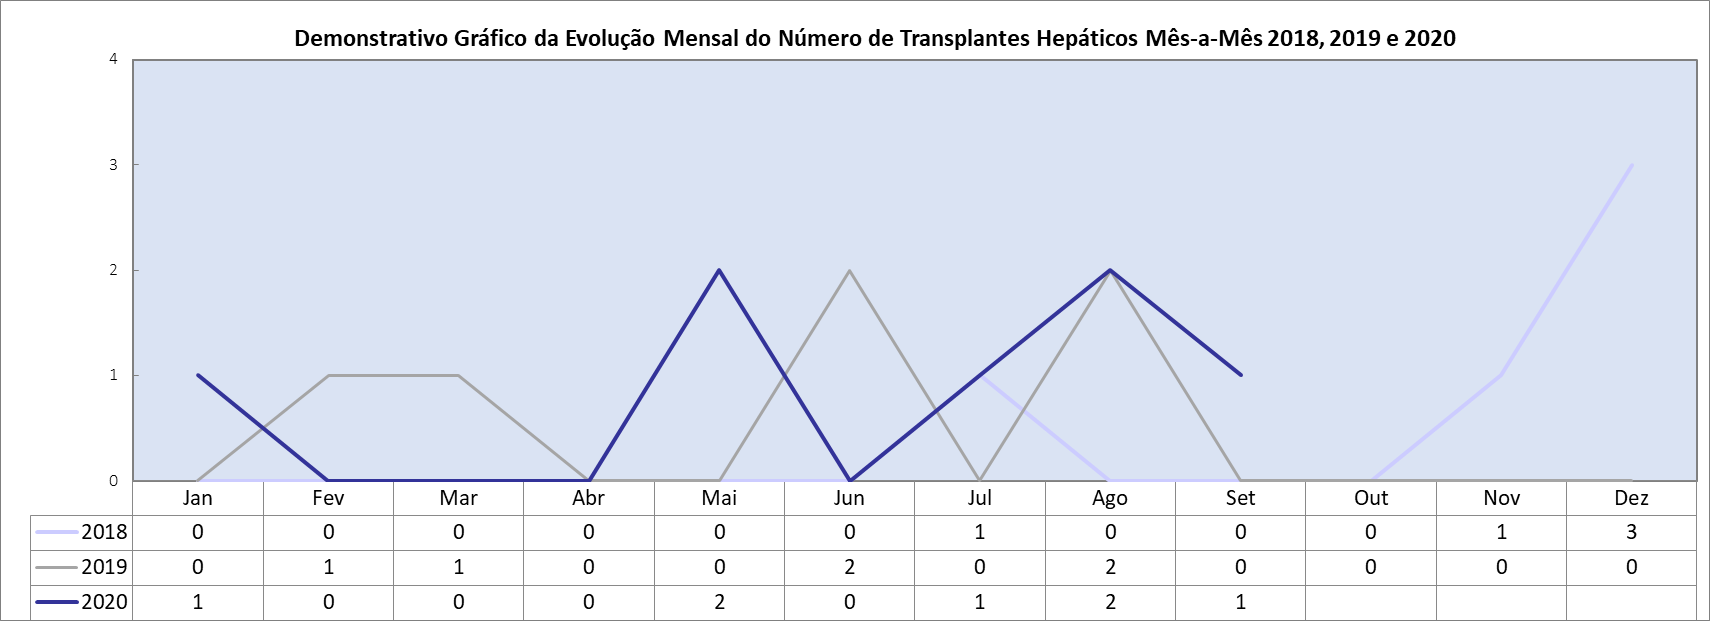 Demonstrativo Gráfico da Evolução Mensal do Número de Transplantes Hepáticos Mês-a-Mês 2018, 2019 e 2020
4
3
2
1
0
Jan Fev Mar Abr Mai Jun Jul Ago Set Out Nov Dez
2018 0 0 0 0 0 0 1 0 0 0 1 3
2019 0 1 1 0 0 2 0 2 0 0 0 0
2020 1 0 0 0 2 0 1 2 1